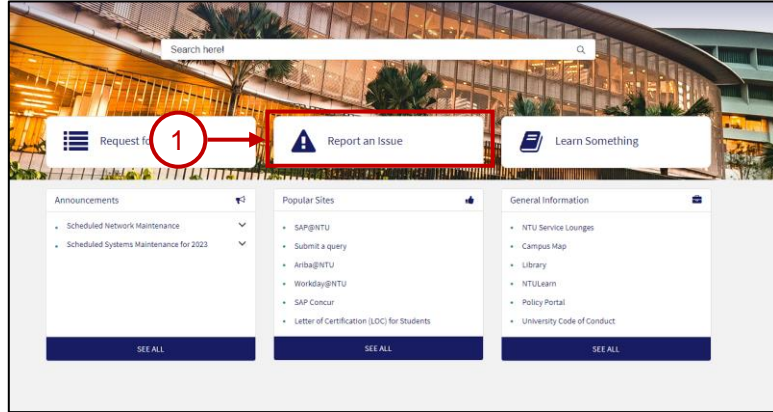 Search here!
Request fo
1
Report an Issue
Learn Something
Announcements
Scheduled Network Maintenance
Scheduled Systems Maintenance for 2023
SEE ALL
Popular Sites
SAP@NTU
Submit a query
Ariba@NTU
Workday@NTU
SAP Concur
Letter of Certification (LOC) for Students
SEE ALL
General Information
NTU Service Lounges
Campus Map
Library
NTULearn
Policy Portal
University Code of Conduct
SEE ALL